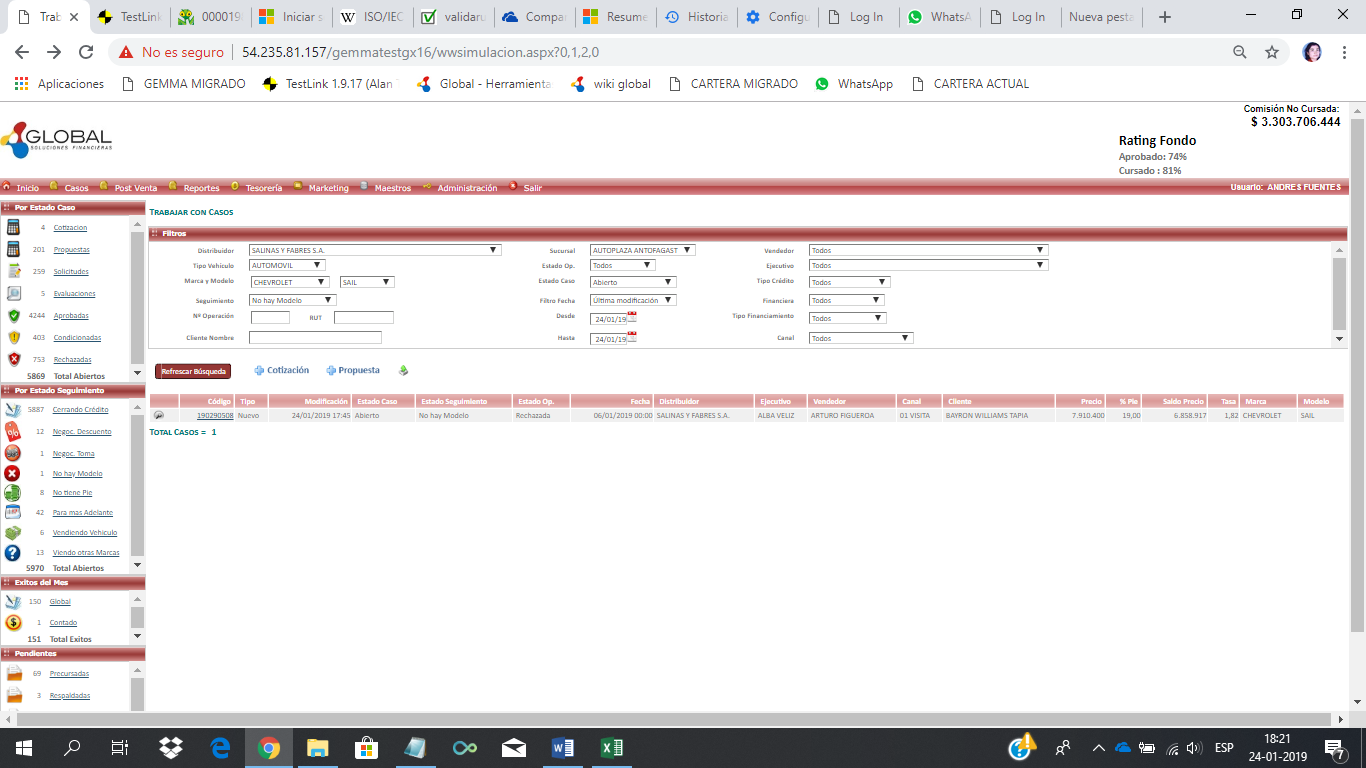 Trab
TestLink
0000190
Iniciar s
ISO/IEC
validaru
Compar
Resume
Historia
Configu
Log In
WhatsA
Log In
Nueva pesta
No es seguro
54.235.81.157/gemmatestgx16/wwsimulacion.aspx?0,1,2,0
Aplicaciones
GEMMA MIGRADO
TestLink 1.9.17 (Alan
Global - Herramienta
wiki global
CARTERA MIGRADO
WhatsApp
CARTERA ACTUAL
GLOBAL
SOLUCIONES FINANCIERAS
Comisión No Cursada:
$ 3.303.706.444
Rating Fondo
Aprobado: 74%
Cursado : 81%
Inicio Casos Post Venta Reportes Tesorería Marketing Maestros Administración Salir
Usuario: ANDRES FUENTES
Por Estado Caso
4 Cotizacion
201 Propuestas
259 Solicitudes
5 Evaluaciones
4244 Aprobadas
403 Condicionadas
753 Rechazadas
5869 Total Abiertos
Por Estado Seguimiento
5887 Cerrando Crédito
12 Negoc. Descuento
1 Negoc. Toma
1 No hay Modelo
8 No tiene Pie
42 Para mas Adelante
6 Vendiendo Vehiculo
13 Viendo otras Marcas
5970 Total Abiertos
Exitos del Mes
150 Global
1 Contado
151 Total Exitos
Pendientes
69 Precursadas
3 Respaldadas
TRABAJAR CON CASOS
Filtros
Distribuidor SALINAS Y FABRES S.A. Sucursal AUTOPLAZA ANTOFAGAST Vendedor Todos
Tipo Vehículo AUTOMOVIL Estado Op. Todos Ejecutivo Todos
Marca y Modelo CHEVROLET SAIL Estado Caso Abierto Tipo Crédito Todos
Seguimiento No hay Modelo Filtro Fecha Última modificación Financiera Todos
Nº Operación RUT Desde 24/01/19 Tipo Financiamiento Todos
Cliente Nombre Hasta 24/01/19 Canal Todos
Refrescar Búsqueda Cotización Propuesta
Código Tipo Modificación Estado Caso Estado Seguimiento Estado Op. Fecha Distribuidor Ejecutivo Vendedor Canal Cliente Precio % Pie Saldo Precio Tasa Marca Modelo
190290508 Nuevo 24/01/2019 17:45 Abierto No hay Modelo Rechazada 06/01/2019 00:00 SALINAS Y FABRES S.A. ALBA VELIZ ARTURO FIGUEROA 01 VISITA BAYRON WILLIAMS TAPIA 7.910.400 19,00 6.858.917 1,82 CHEVROLET SAIL
TOTAL CASOS = 1
ESP
18:21
24-01-2019
7